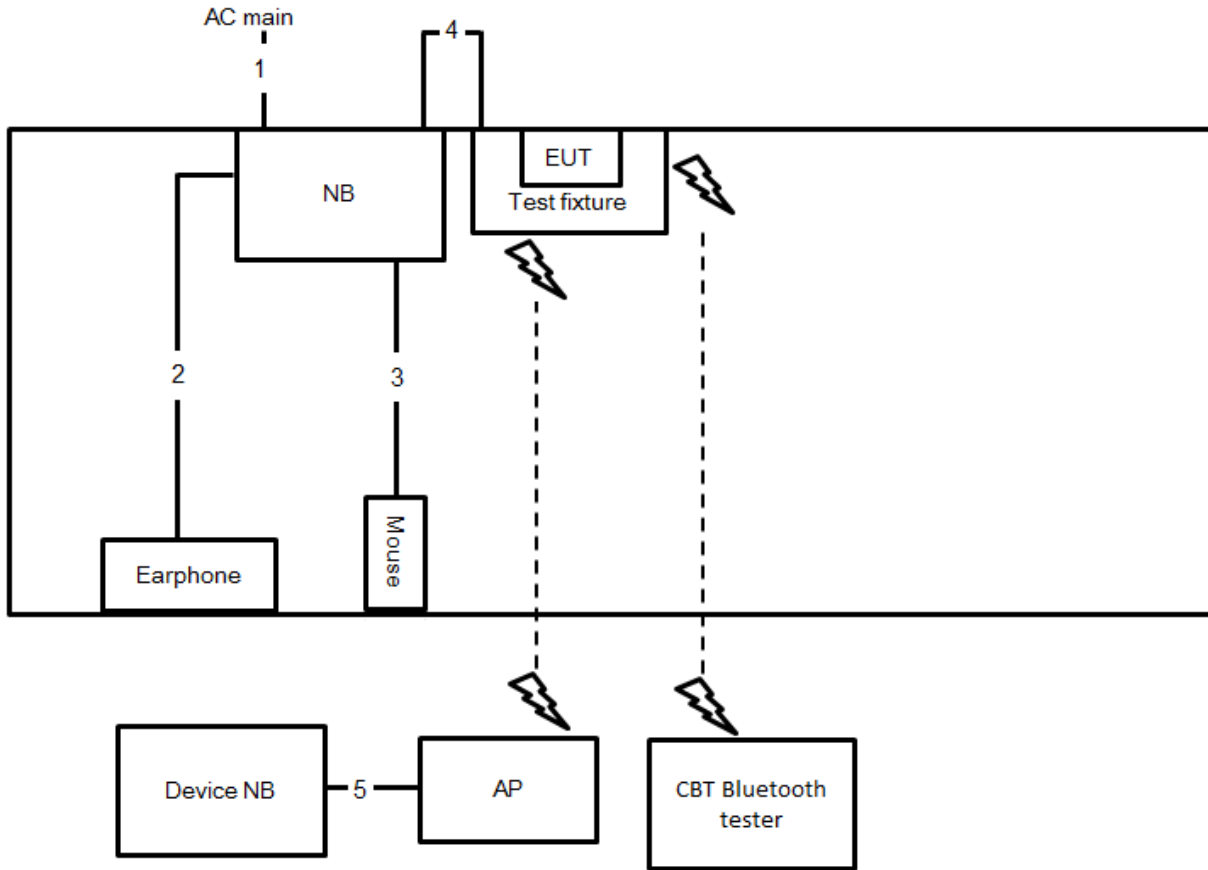 AC main
1
4
NB
EUT
Test fixture
2
3
Earphone
Mouse
Device NB
5
AP
CBT Bluetooth
tester